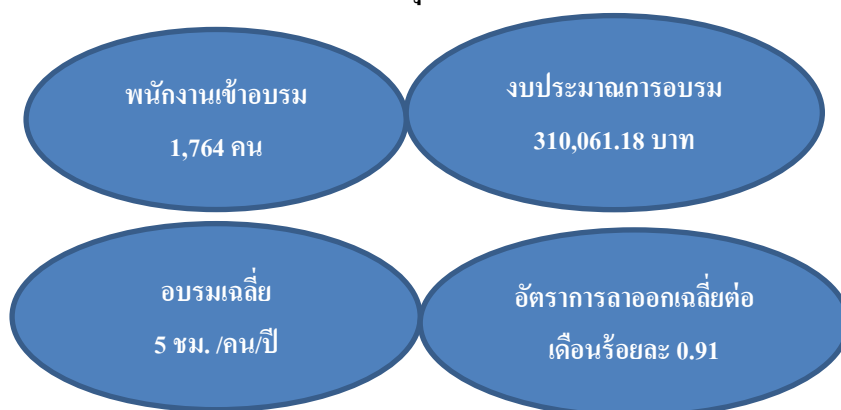 พนักงานเข้าอบรม
1,764 คน
งบประมาณการอบรม
310,061.18 บาท
อบรมเฉลี่ย
5 ชม. /คน/ปี
อัตราการลาออกเฉลี่ยต่อ
เดือนร้อยละ 0.91